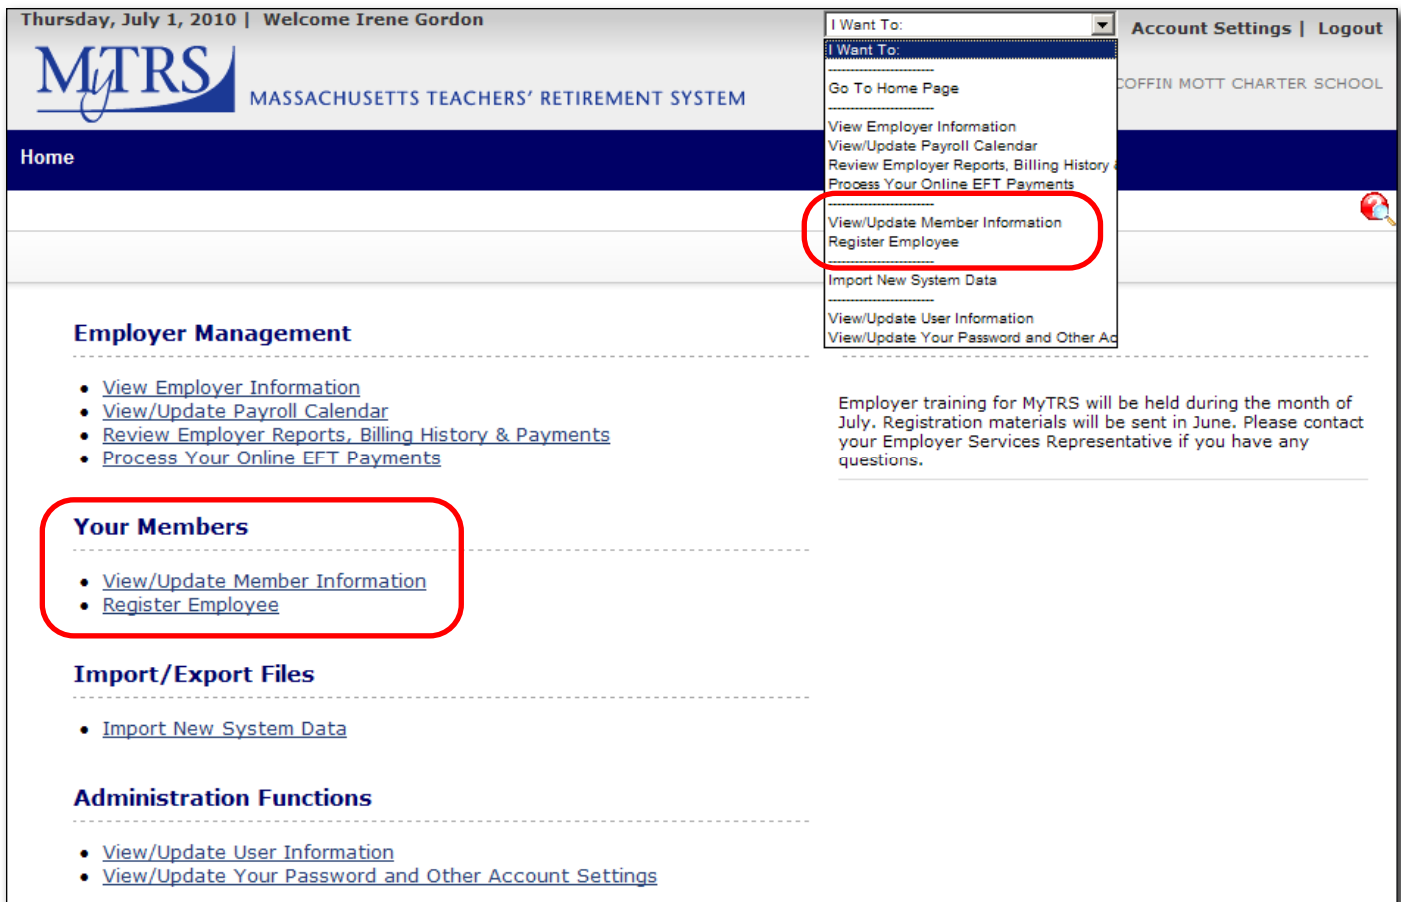 Thursday, July 1, 2010 | Welcome Irene Gordon
I Want To:
Account Settings | Logout
MyTRS
MASSACHUSETTS TEACHERS' RETIREMENT SYSTEM
COFFIN MOTT CHARTER SCHOOL
Home
I Want To:
------------------------
Go To Home Page
------------------------
View Employer Information
View/Update Payroll Calendar
Review Employer Reports, Billing History
Process Your Online EFT Payments
------------------------
View/Update Member Information
Register Employee
------------------------
Import New System Data
------------------------
View/Update User Information
View/Update Your Password and Other Ac
Employer Management
• View Employer Information
• View/Update Payroll Calendar
• Review Employer Reports, Billing History & Payments
• Process Your Online EFT Payments
Employer training for MyTRS will be held during the month of
July. Registration materials will be sent in June. Please contact
your Employer Services Representative if you have any
questions.
Your Members
• View/Update Member Information
• Register Employee
Import/Export Files
• Import New System Data
Administration Functions
• View/Update User Information
• View/Update Your Password and Other Account Settings